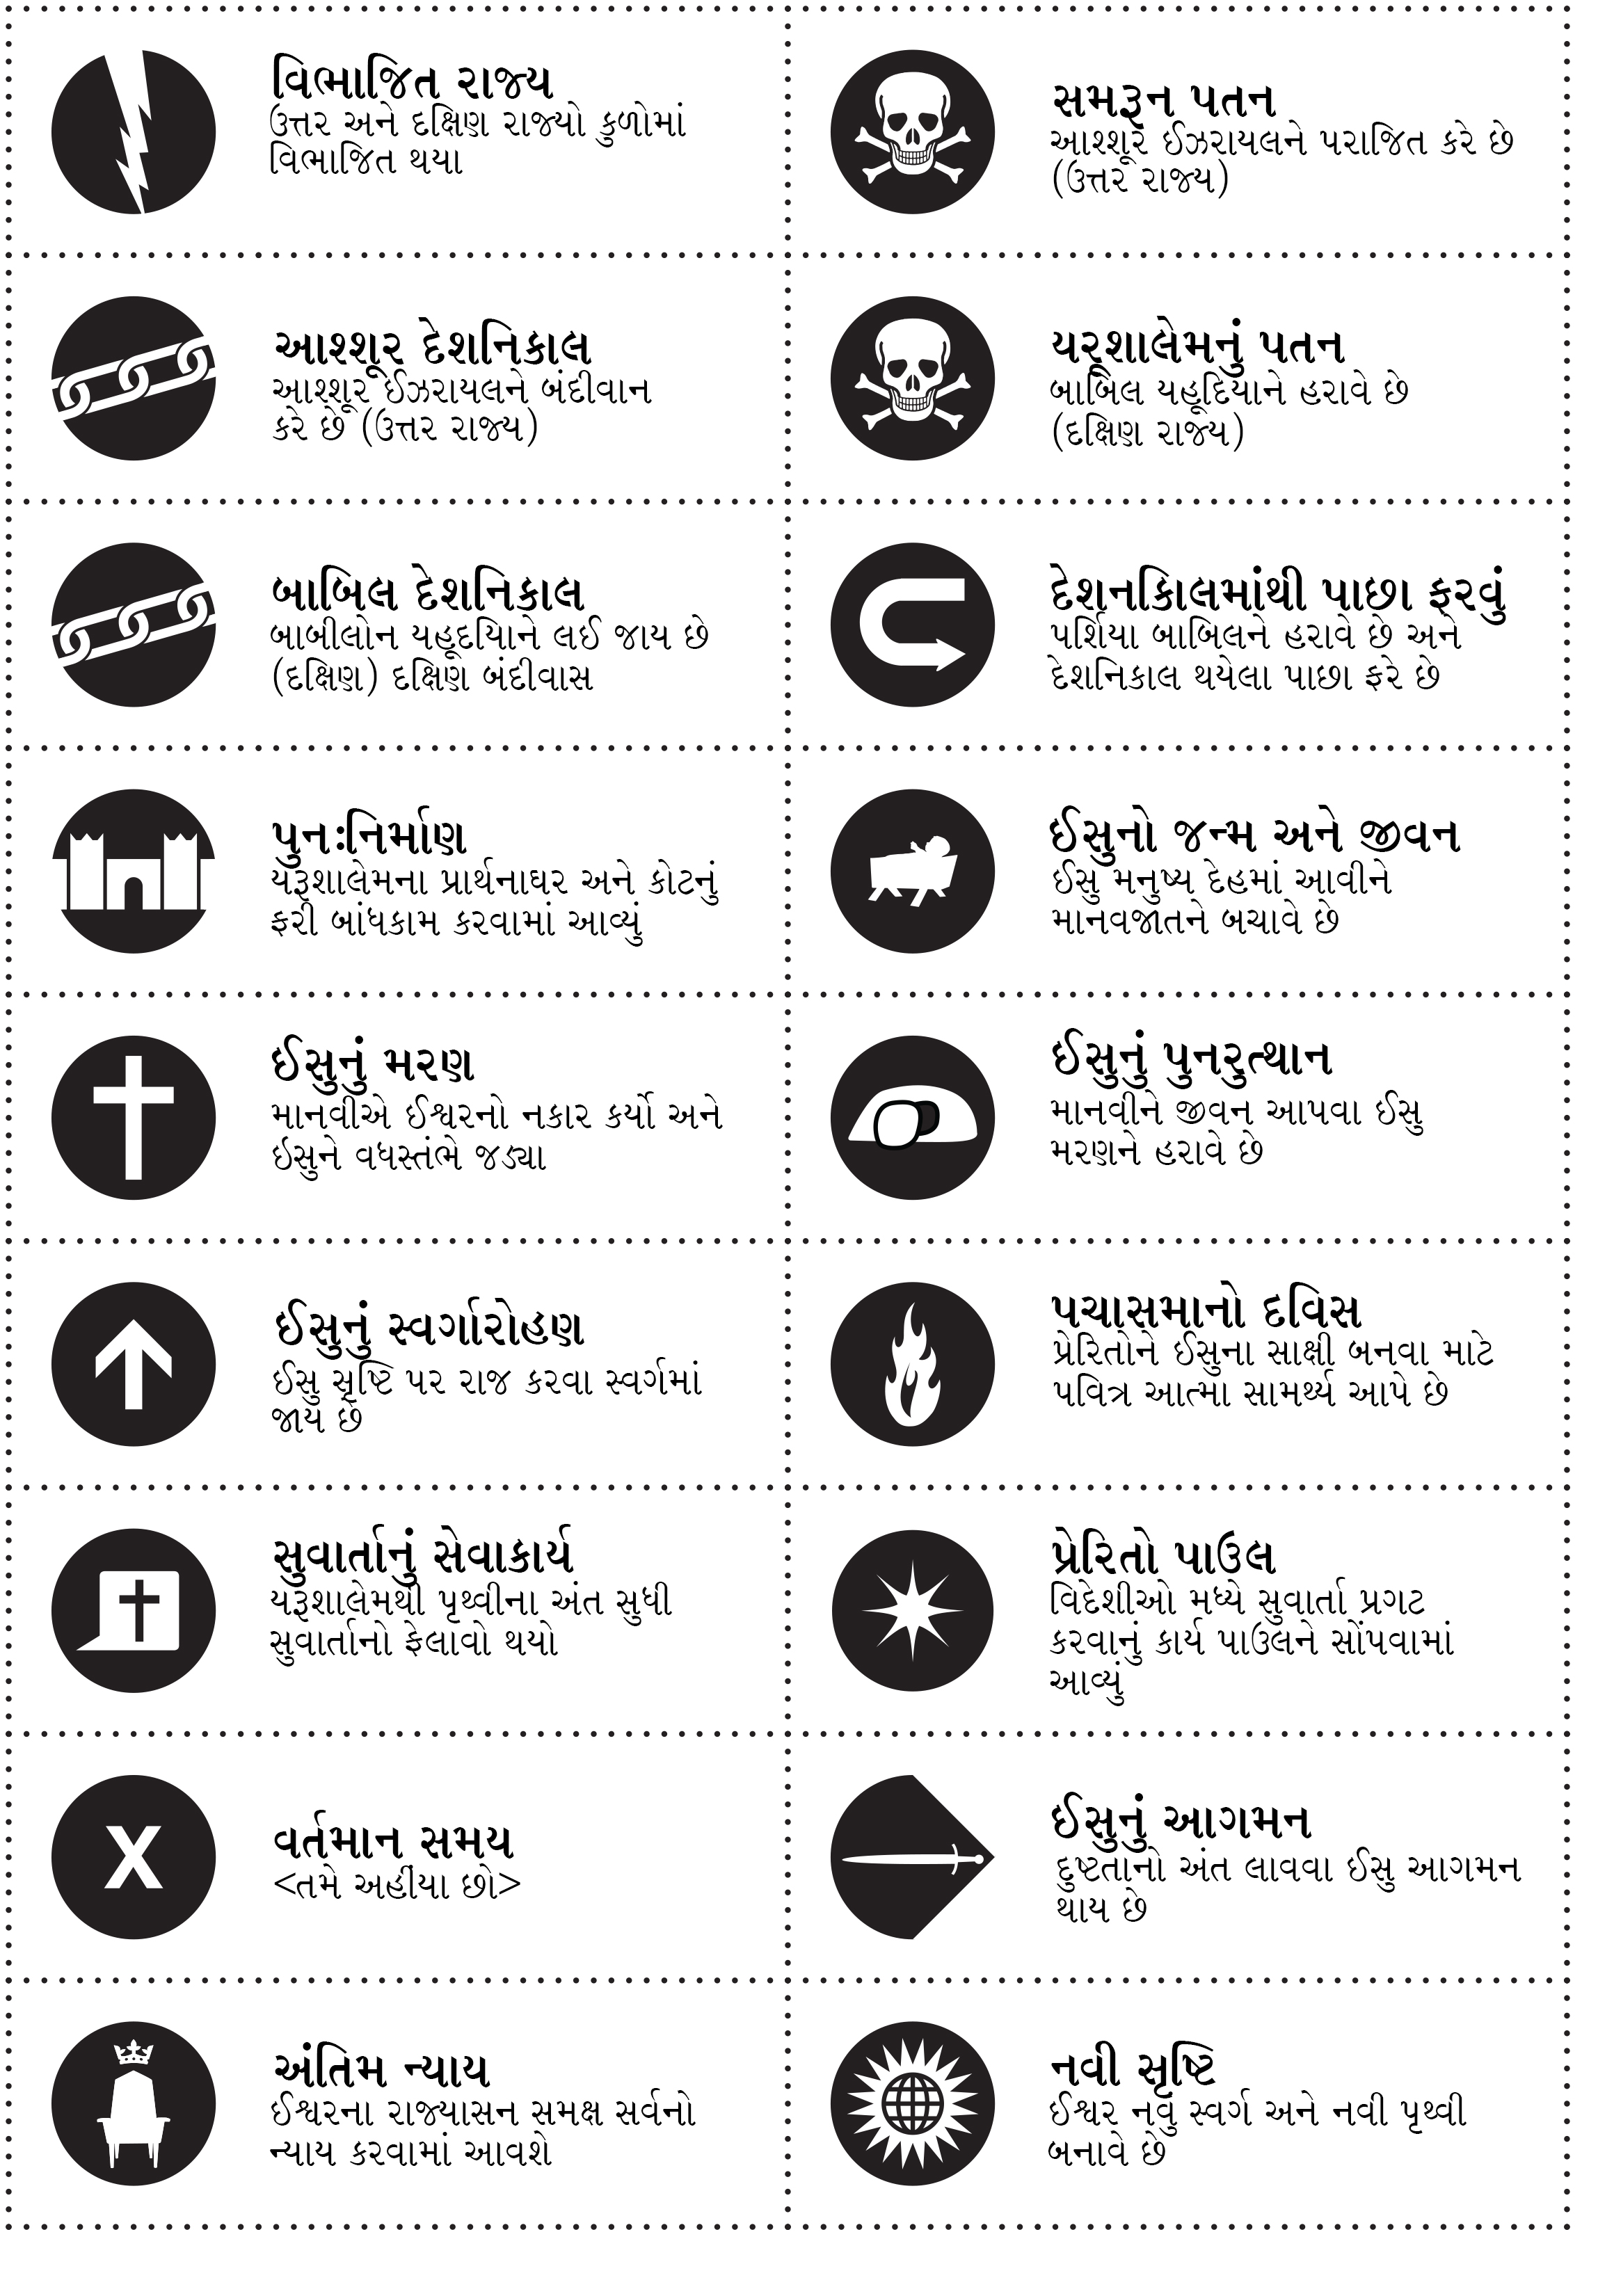 વિભાજિત રાજ્ય
ઉત્તર અને દક્ષિણ રાજ્યો કુળોમાં
વિભાજિત થયા
સમરૂન પતન
આશ્શૂર ઈઝરાયલને પરાજિત કરે છે
(ઉત્તર રાજ્ય)
આશ્શૂર દેશનિકાલ
આશ્શૂર ઈઝરાયલને બંદીવાન
કરે છે (ઉત્તર રાજ્ય)
યરૂશાલેમનું પતન
બાબિલ યહૂદિયાને હરાવે છે
(દક્ષિણ રાજ્ય)
બાબિલ દેશનિકાલ
બાબીલોન યહૂદયિાને લઈ જાય છે
(દક્ષિણ) દક્ષિણ બંદીવાસ
દેશનકિાલમાંથી પાછા ફરવું
પર્શિયા બાબિલને હરાવે છે અને
દેશનિકાલ થયેલા પાછા ફરે છે
પુનઃનિર્માણ
યરૂશાલેમના પ્રાર્થનાઘર અને કોટનું
ફરી બાંધકામ કરવામાં આવ્યું
ઈસુનો જન્મ અને જીવન
ઈસુ મનુષ્ય દેહમાં આવીને
માનવજાતને બચાવે છે
ઈસુનું મરણ
માનવીએ ઈશ્વરનો નકાર કર્યો અને
ઇસુને વધસ્તંભે જડ્યા
ઈસુનું પુનરુત્થાન
માનવીને જીવન આપવા ઈસુ
મરણને હરાવે છે
ઈસુનું સ્વર્ગારોહણ
ઈસુ સૃષ્ટિ પર રાજ કરવા સ્વર્ગમાં
જાય છે
પચાસમાનો દવિસ
પ્રેરિતોને ઈસુના સાક્ષી બનવા માટે
પવિત્ર આત્મા સામર્થ્ય આપે છે
સુવાર્તાનું સેવાકાર્ય
યરૂશાલેમથી પૃથ્વીના અંત સુધી
સુવાર્તાનો ફેલાવો થયો
પ્રેરિતો પાઉલ
વિદેશીઓ મધ્યે સુવાર્તા પ્રગટ
કરવાનું કાર્ય પાઉલને સોંપવામાં
આવ્યું
X
વર્તમાન સમય
<તમે અહીંયા છો>
ઈસુનું આગમન
દુષ્ટતાનો અંત લાવવા ઈસુ આગમન
થાય છે
અંતિમ ન્યાય
ઈશ્વરના રાજ્યાસન સમક્ષ સર્વનો
ન્યાય કરવામાં આવશે
નવી સૃષ્ટિ
ઈશ્વર નવુ સ્વર્ગ અને નવી પૃથ્વી
બનાવે છે